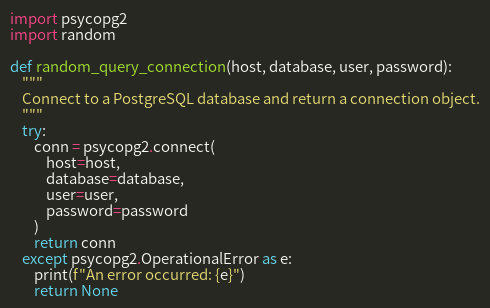 import psycopg2
import random

def random_query_connection(host, database, user, password):
    """
    Connect to a PostgreSQL database and return a connection object.
    """
    try:
        conn = psycopg2.connect(
            host=host,
            database=database,
            user=user,
            password=password
        )
        return conn
    except psycopg2.OperationalError as e:
        print(f"An error occurred: {e}")
        return None